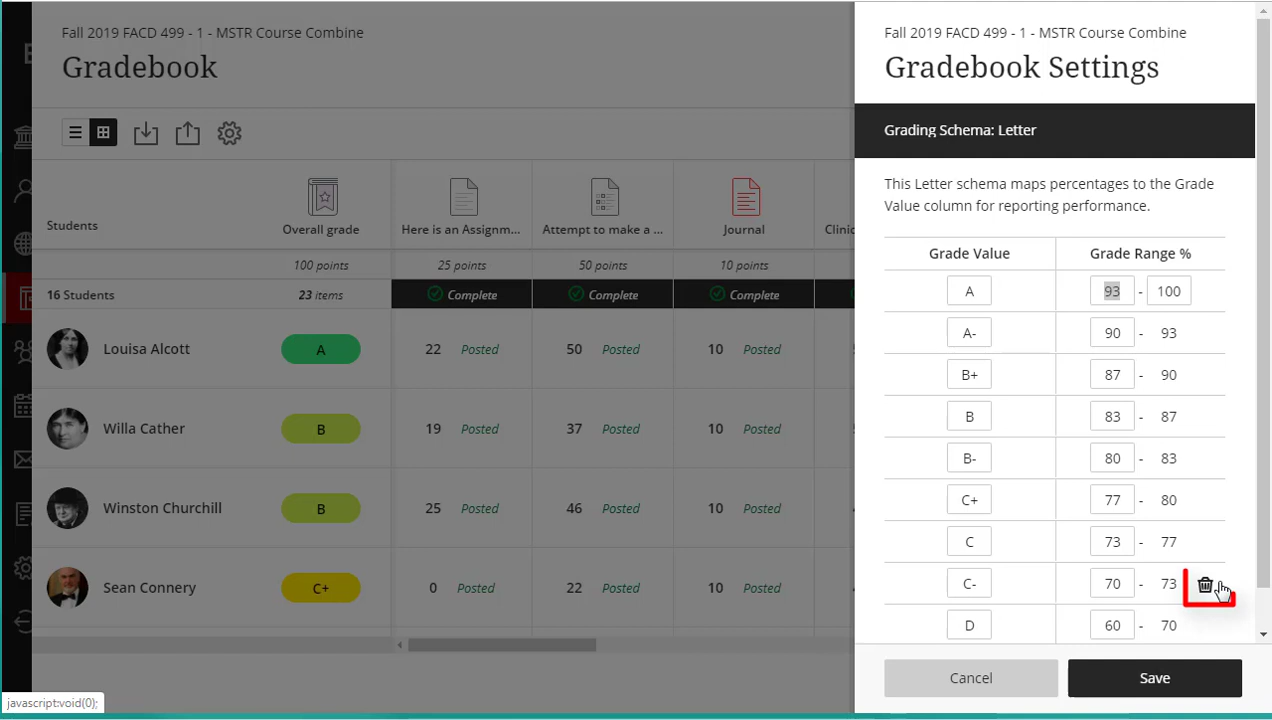 Fall 2019 FACD 499 - 1 - MSTR Course Combine
Gradebook
Students
Overall grade
Here is an Assignm...
Attempt to make a ...
Journal
100 points
25 points
50 points
10 points
16 Students
23 items
Complete
Complete
Complete
Louisa Alcott
A
22 Posted
50 Posted
10 Posted
Willa Cather
B
19 Posted
37 Posted
10 Posted
Winston Churchill
B
25 Posted
46 Posted
10 Posted
Sean Connery
C+
0 Posted
22 Posted
10 Posted
javascript:void(0);
Fall 2019 FACD 499 - 1 - MSTR Course Combine
Gradebook Settings
Grading Schema: Letter
This Letter schema maps percentages to the Grade
Value column for reporting performance.
Grade Value Grade Range %
A 93 - 100
A- 90 - 93
B+ 87 - 90
B 83 - 87
B- 80 - 83
C+ 77 - 80
C 73 - 77
C- 70 - 73
D 60 - 70
Cancel
Save